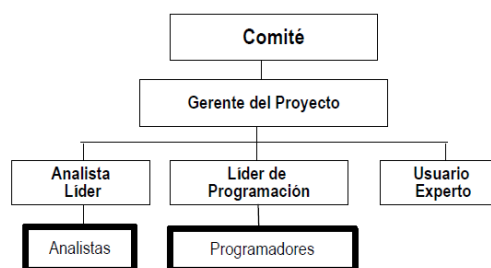 Comité
Gerente del Proyecto
Analista
Líder
Líder de
Programación
Usuario
Experto
Analistas
Programadores